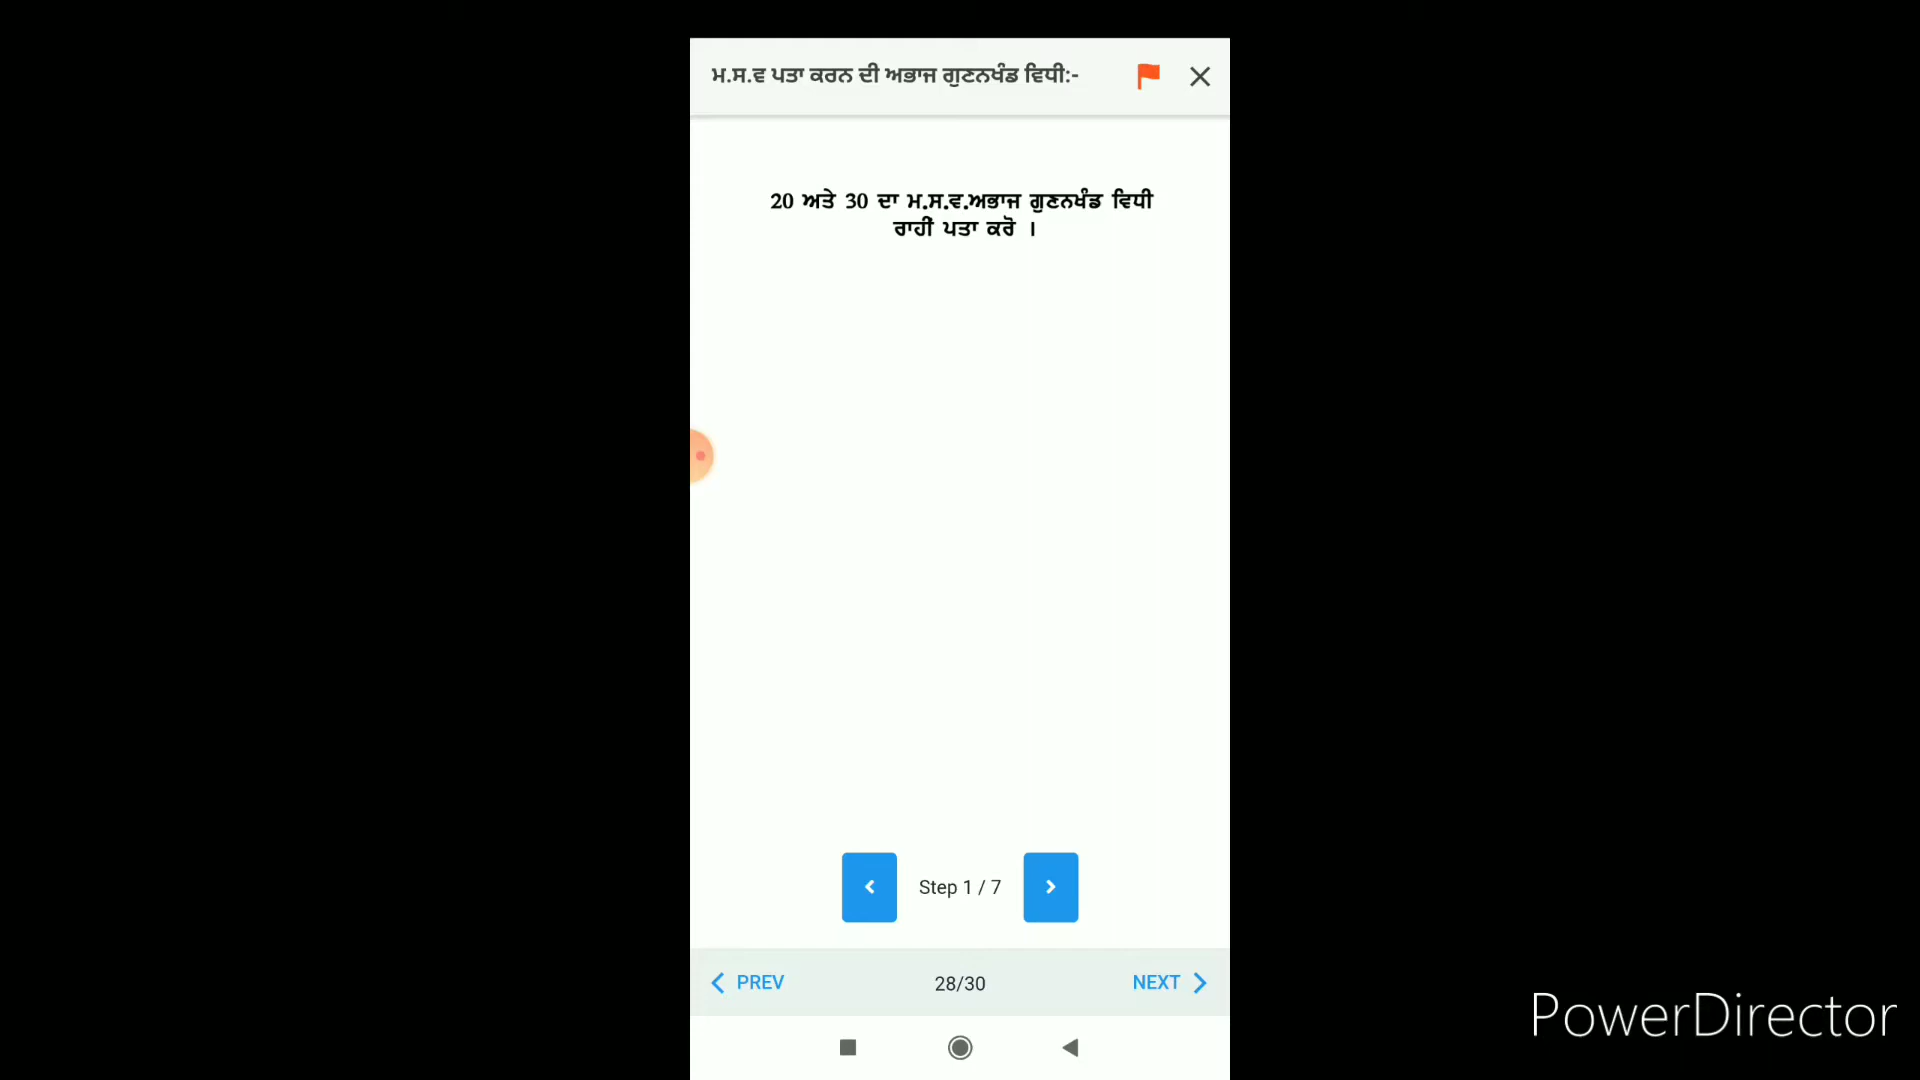 ਮ.ਸ.ਵ ਪਤਾ ਕਰਨ ਦੀ ਅਭਾਜ ਗੁਣਨਖੰਡ ਵਿਧੀ:-
20 ਅਤੇ 30 ਦਾ ਮ.ਸ.ਵ.ਅਭਾਜ ਗੁਣਨਖੰਡ ਵਿਧੀ
ਰਾਹੀਂ ਪਤਾ ਕਰੋ ।
Step 1 / 7
PREV 28/30 NEXT
PowerDirector